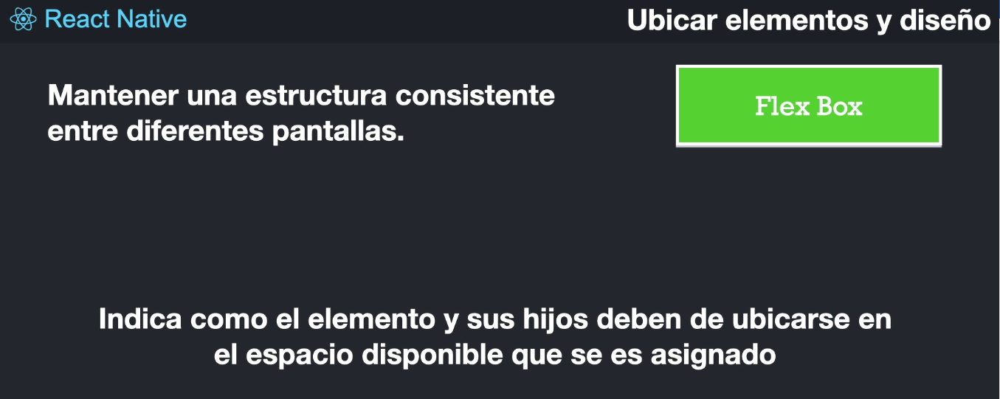 React Native
Ubicar elementos y diseño
Mantener una estructura consistente
entre diferentes pantallas.
Flex Box
Indica como el elemento y sus hijos deben de ubicarse en
el espacio disponible que se es asignado